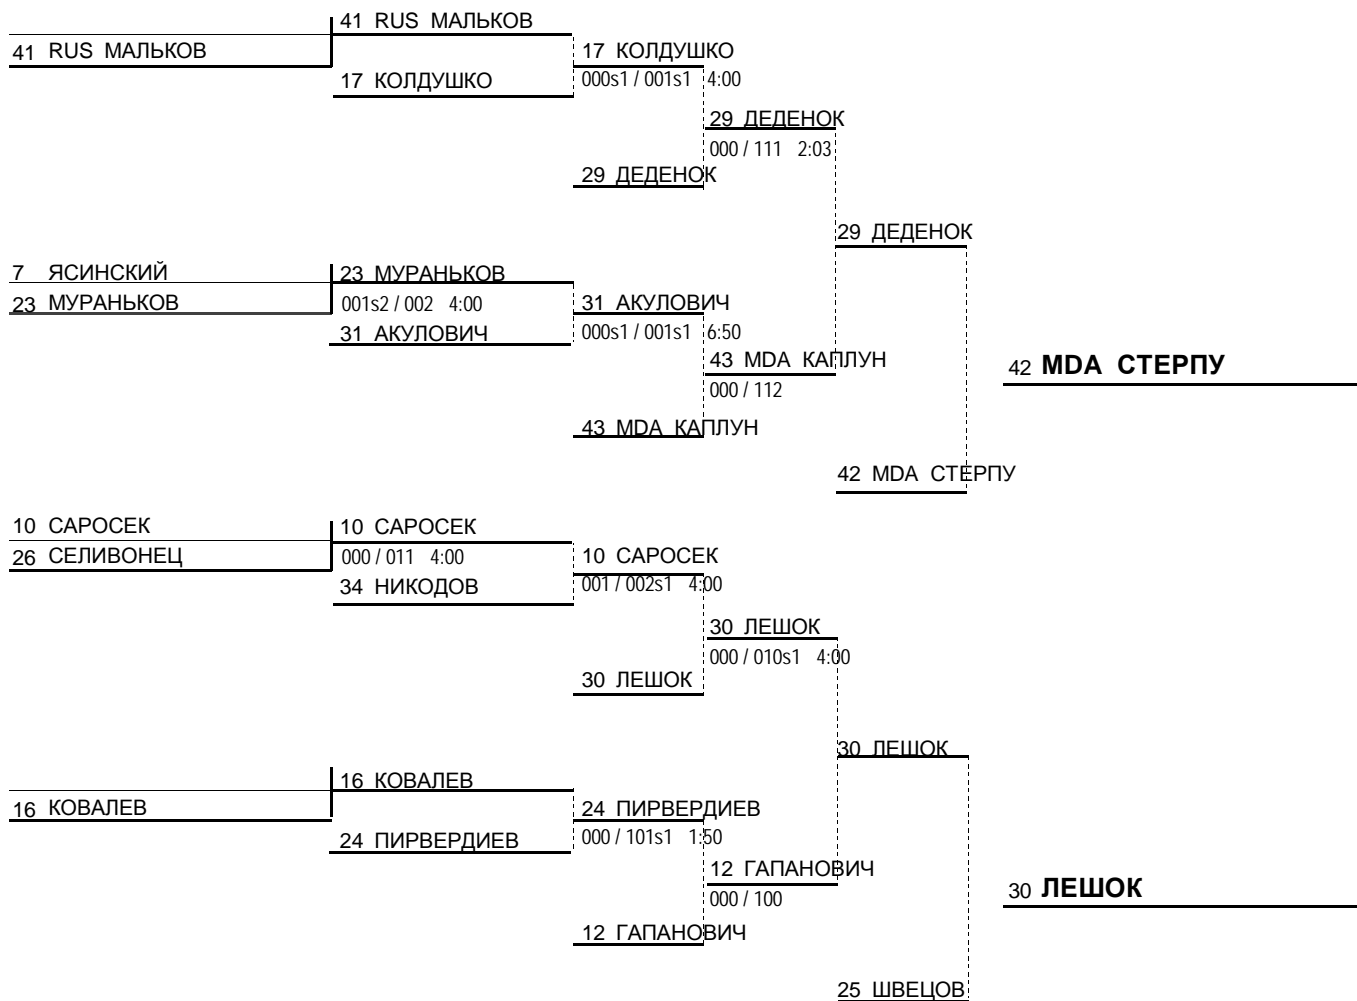 41 RUS МАЛЬКОВ
41 RUS МАЛЬКОВ
17 КОЛДУШКО
17 КОЛДУШКО
000s1 / 001s1 4:00
29 ДЕДЕНОК
29 ДЕДЕНОК
000 / 111 2:03
29 ДЕДЕНОК
7 ЯСИНСКИЙ
23 МУРАНЬКОВ
23 МУРАНЬКОВ
001s2 / 002 4:00
31 АКУЛОВИЧ
31 АКУЛОВИЧ
000s1 / 001s1 6:50
43 MDA КАПЛУН
43 MDA КАПЛУН
000 / 112
42 MDA СТЕРПУ
42 MDA СТЕРПУ
10 САРОСЕК
26 СЕЛИВОНЕЦ
10 САРОСЕК
000 / 011 4:00
34 НИКОДОВ
10 САРОСЕК
001 / 002s1 4:00
30 ЛЕШОК
30 ЛЕШОК
000 / 010s1 4:00
30 ЛЕШОК
16 КОВАЛЕВ
16 КОВАЛЕВ
24 ПИРВЕРДИЕВ
24 ПИРВЕРДИЕВ
000 / 101s1 1:50
12 ГАПАНОВИЧ
12 ГАПАНОВИЧ
000 / 100
30 ЛЕШОК
25 ШВЕЦОВ